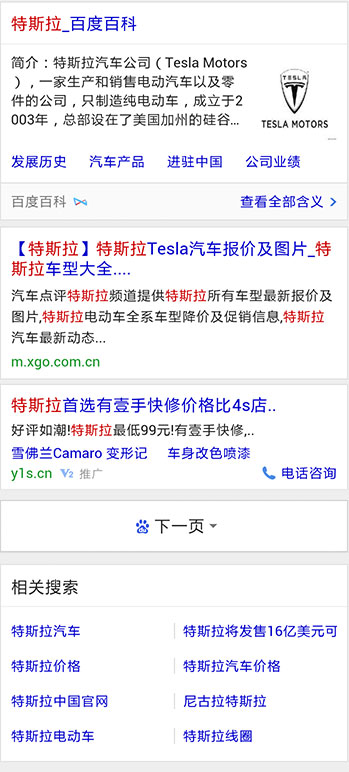 特斯拉_百度百科
简介：特斯拉汽车公司（Tesla Motors
），一家生产和销售电动汽车以及零
件的公司，只制造纯电动车，成立于2
003年，总部设在了美国加州的硅谷...
TESLA
TESLA MOTORS
发展历史 汽车产品 进驻中国 公司业绩
百度百科 查看全部含义
【特斯拉】特斯拉Tesla汽车报价及图片_特
斯拉车型大全....
汽车点评特斯拉频道提供特斯拉所有车型最新报价及
图片,特斯拉电动车全系车型降价及促销信息,特斯拉
汽车最新动态...
m.xgo.com.cn
特斯拉首选有壹手快修价格比4s店..
好评如潮!特斯拉最低99元!有壹手快修,..
雪佛兰Camaro 变形记 车身改色喷漆
y1s.cn V2 推广 电话咨询
下一页
相关搜索
特斯拉汽车 特斯拉将发售16亿美元可
特斯拉价格 特斯拉汽车价格
特斯拉中国官网 尼古拉特斯拉
特斯拉电动车 特斯拉线圈